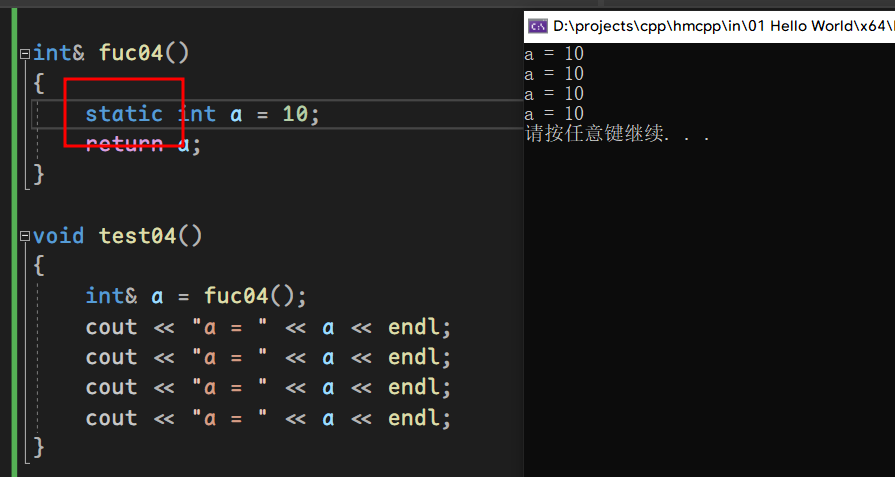 int& fuc04()
{
static int a = 10;
return a;
}
void test04()
{
int& a = fuc04();
cout << "a = " << a << endl;
cout << "a = " << a << endl;
cout << "a = " << a << endl;
cout << "a = " << a << endl;
}
D:\projects\cpp\hmcpp\in\01 Hello World\x64\
a = 10
a = 10
a = 10
a = 10
请按任意键继续. . .